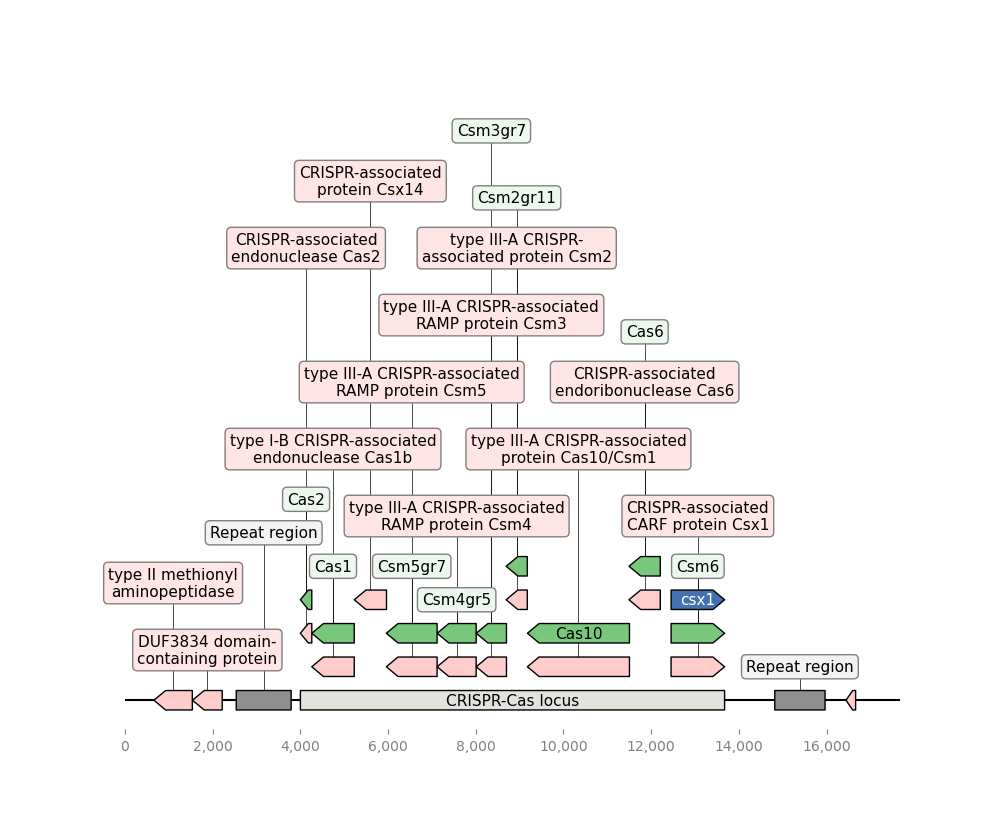 Csm3gr7
CRISPR-associated
protein Csx14
Csm2gr11
CRISPR-associated
endonuclease Cas2
type III-A CRISPR-
associated protein Csm2
type III-A CRISPR-associated
RAMP protein Csm3
Cas6
type III-A CRISPR-associated
RAMP protein Csm5
CRISPR-associated
endoribonuclease Cas6
type I-B CRISPR-associated
endonuclease Cas1b
type III-A CRISPR-associated
protein Cas10/Csm1
Cas2
type III-A CRISPR-associated
RAMP protein Csm4
CRISPR-associated
CARF protein Csx1
Repeat region
Cas1
Csm5gr7
Csm6
type II methionyl
aminopeptidase
Csm4gr5
csx1
DUF3834 domain-
containing protein
Cas10
Repeat region
CRISPR-Cas locus
0
2,000
4,000
6,000
8,000
10,000
12,000
14,000
16,000